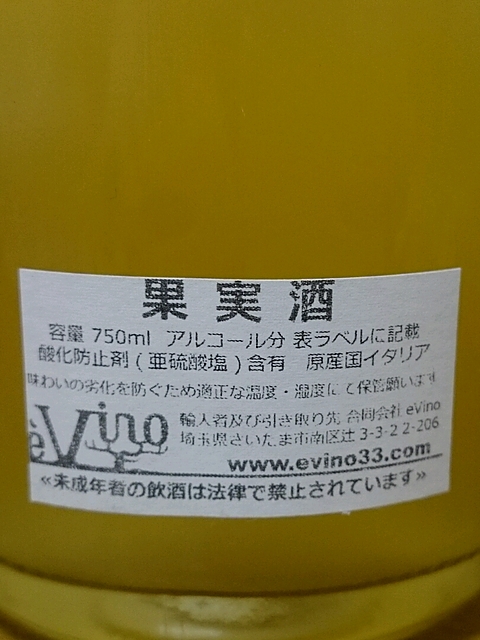 果実酒
容量 750ml アルコール分 表ラベルに記載
酸化防止剤（亜硫酸塩）含有 原産国イタリア
味わいの劣化を防ぐため適正な温度・湿度にて保管願います
èVino
輸入者及び引き取り先 合同会社 eVino
埼玉県さいたま市南区辻 3-3-2 2-206
www.evino33.com
≪未成年者の飲酒は法律で禁止されています≫